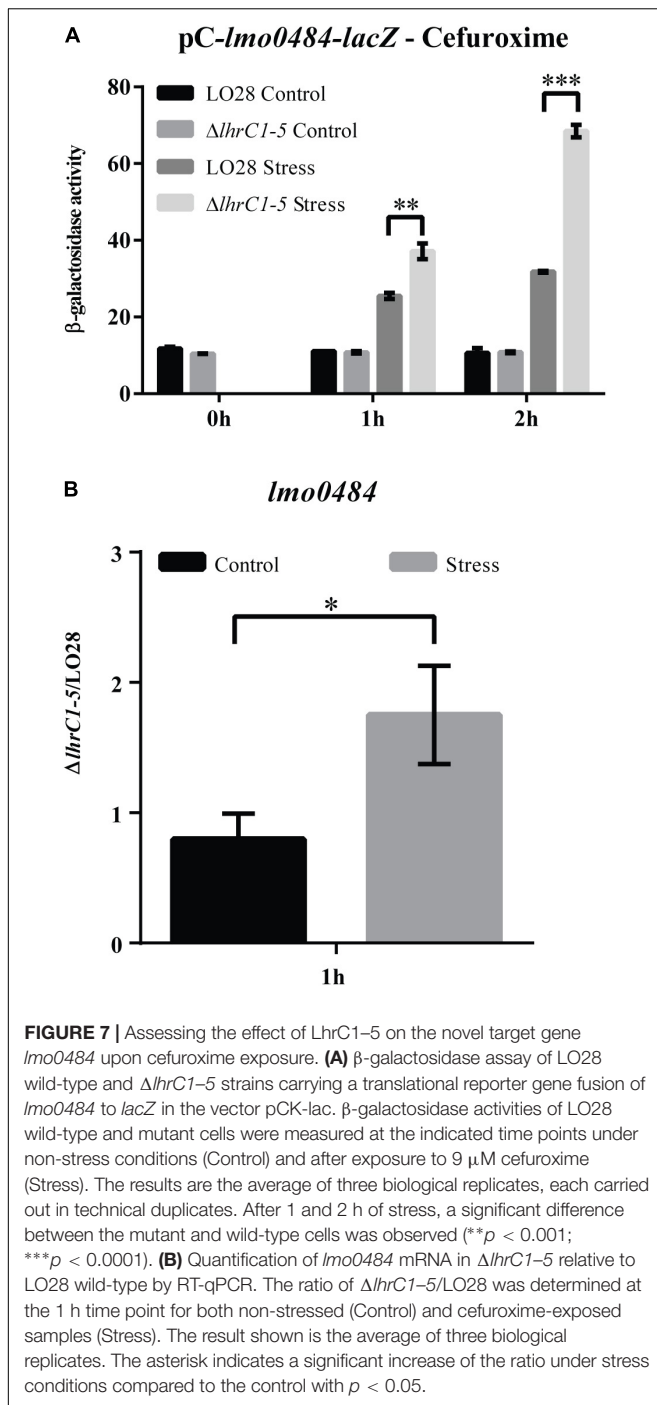 A
pC-lmo0484-lacZ - Cefuroxime
β-galactosidase activity
80
60
40
20
0
LO28 Control
ΔlhrC1-5 Control
LO28 Stress
ΔlhrC1-5 Stress
**
***
0h
1h
2h
B
lmo0484
ΔlhrC1-5/LO28
3
2
1
0
Control
Stress
*
1h
FIGURE 7 | Assessing the effect of LhrC1–5 on the novel target gene
lmo0484 upon cefuroxime exposure. (A) β-galactosidase assay of LO28
wild-type and ΔlhrC1–5 strains carrying a translational reporter gene fusion of
lmo0484 to lacZ in the vector pCK-lac. β-galactosidase activities of LO28
wild-type and mutant cells were measured at the indicated time points under
non-stress conditions (Control) and after exposure to 9 μM cefuroxime
(Stress). The results are the average of three biological replicates, each carried
out in technical duplicates. After 1 and 2 h of stress, a significant difference
between the mutant and wild-type cells was observed (**p < 0.001;
***p < 0.0001). (B) Quantification of lmo0484 mRNA in ΔlhrC1–5 relative to
LO28 wild-type by RT-qPCR. The ratio of ΔlhrC1–5/LO28 was determined at
the 1 h time point for both non-stressed (Control) and cefuroxime-exposed
samples (Stress). The result shown is the average of three biological
replicates. The asterisk indicates a significant increase of the ratio under stress
conditions compared to the control with p < 0.05.